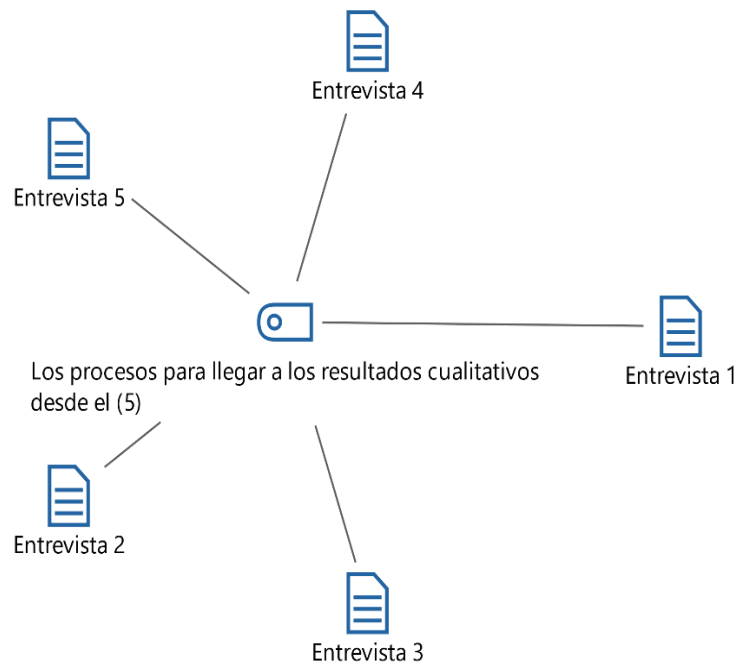 Entrevista 4
Entrevista 5
Los procesos para llegar a los resultados cualitativos
desde el (5)
Entrevista 1
Entrevista 2
Entrevista 3